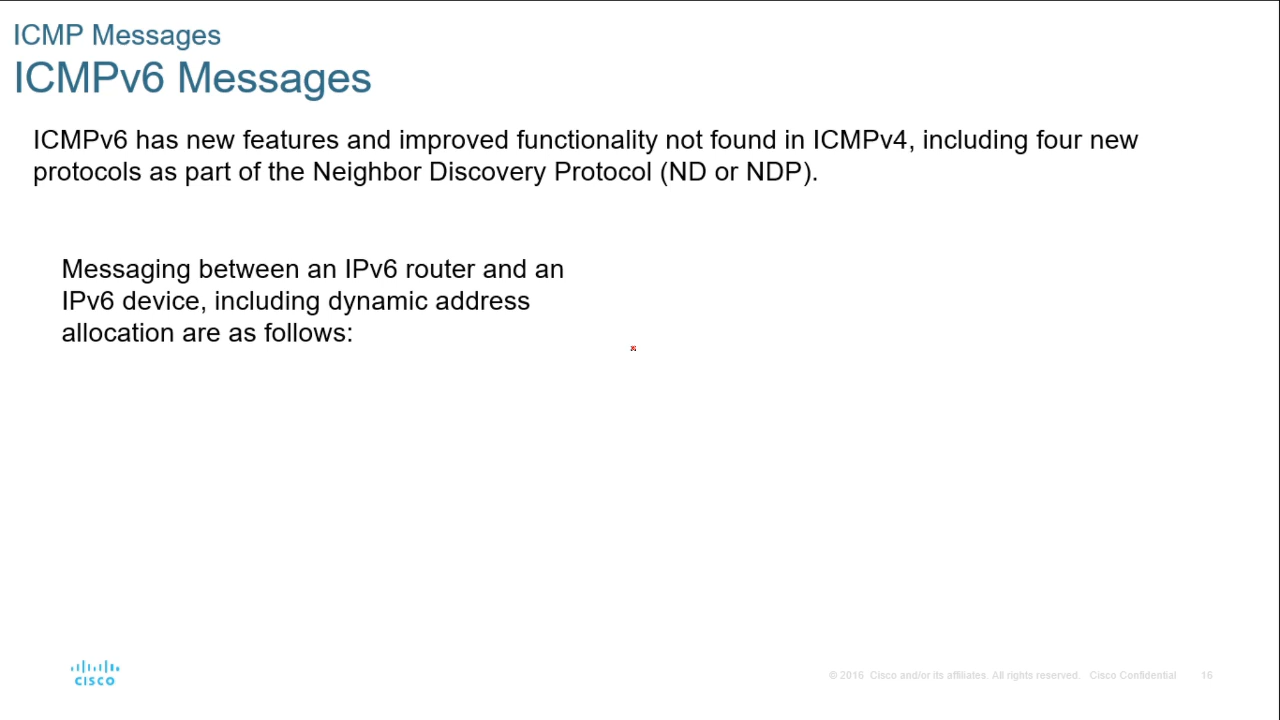 ICMP Messages
ICMPv6 Messages
ICMPv6 has new features and improved functionality not found in ICMPv4, including four new
protocols as part of the Neighbor Discovery Protocol (ND or NDP).
Messaging between an IPv6 router and an
IPv6 device, including dynamic address
allocation are as follows:
CISCO
© 2016 Cisco and/or its affiliates. All rights reserved. Cisco Confidential 16